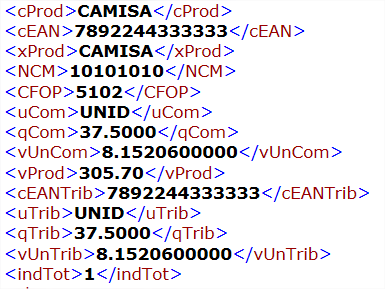 <cProd>CAMISA</cProd>
<cEAN>7892244333333</cEAN>
<xProd>CAMISA</xProd>
<NCM>10101010</NCM>
<CFOP>5102</CFOP>
<uCom>UNID</uCom>
<qCom>37.5000</qCom>
<vUnCom>8.1520600000</vUnCom>
<vProd>305.70</vProd>
<cEANTrib>7892244333333</cEANTrib>
<uTrib>UNID</uTrib>
<qTrib>37.5000</qTrib>
<vUnTrib>8.1520600000</vUnTrib>
<indTot>1</indTot>